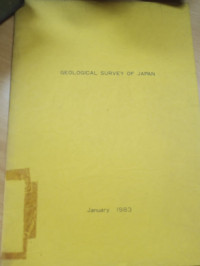 GEOLOGICAL SURVEY OF JAPAN
January 1983